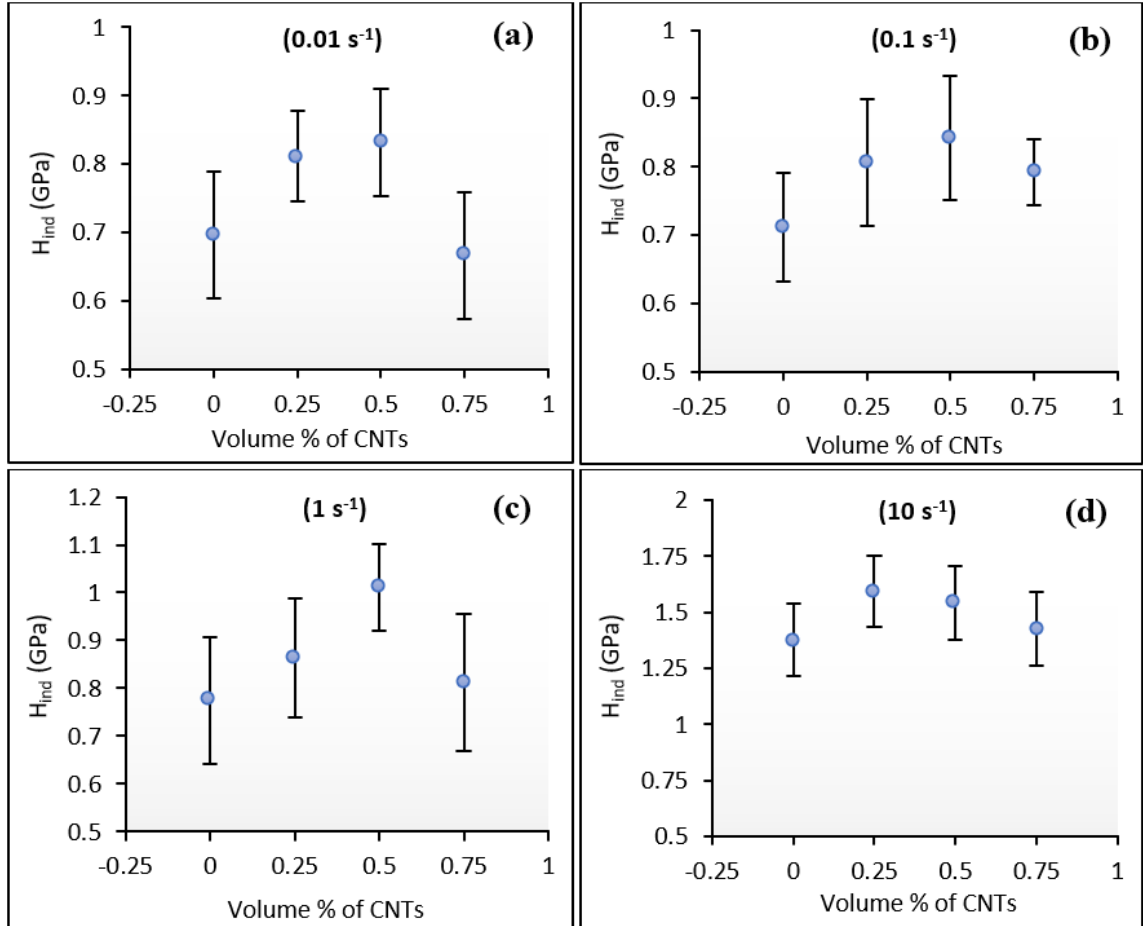 (a)
(0.01 s⁻¹)
H_ind (GPa)
1
0.9
0.8
0.7
0.6
0.5
-0.25 0 0.25 0.5 0.75 1
Volume % of CNTs
(b)
(0.1 s⁻¹)
H_ind (GPa)
1
0.9
0.8
0.7
0.6
0.5
-0.25 0 0.25 0.5 0.75 1
Volume % of CNTs
(c)
(1 s⁻¹)
H_ind (GPa)
1.2
1.1
1
0.9
0.8
0.7
0.6
0.5
-0.25 0 0.25 0.5 0.75 1
Volume % of CNTs
(d)
(10 s⁻¹)
H_ind (GPa)
2
1.75
1.5
1.25
1
0.75
0.5
-0.25 0 0.25 0.5 0.75 1
Volume % of CNTs